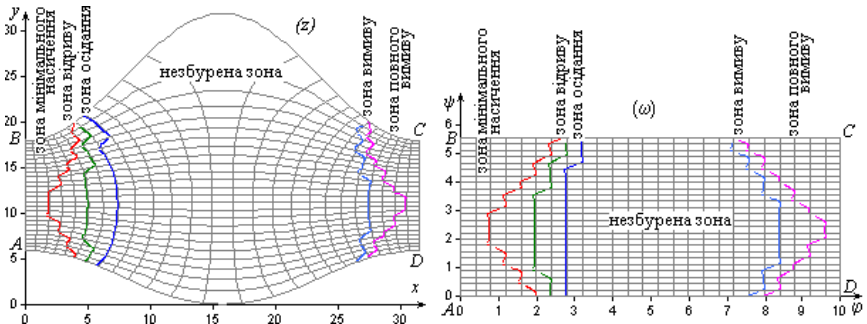 y
(z)
зона мінімального
насичення
зона відриву
зона осідання
незбурена зона
зона вимиву
зона повного
вимиву
30
25
20
15
10
5
0
B
A
C
D
0
5
10
15
20
25
30
x
ψ
(ω)
зона мінімального
насичення
зона відриву
зона осідання
зона вимиву
зона повного
вимиву
незбурена зона
6
B
5
4
3
2
1
0
A
C
D
0
1
2
3
4
5
6
7
8
9
10
φ